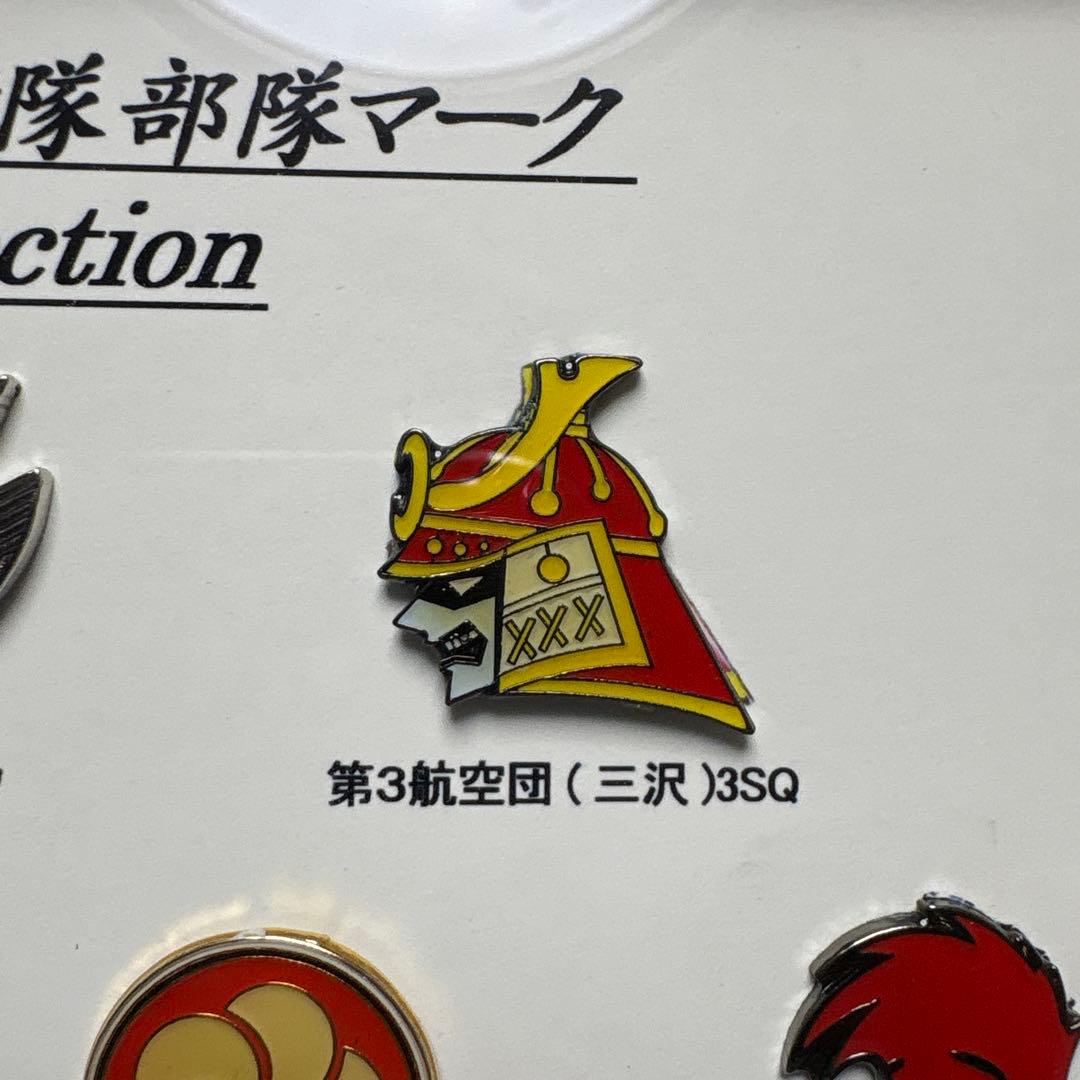 隊 部隊マーク
ction
第3航空団(三沢)3SQ